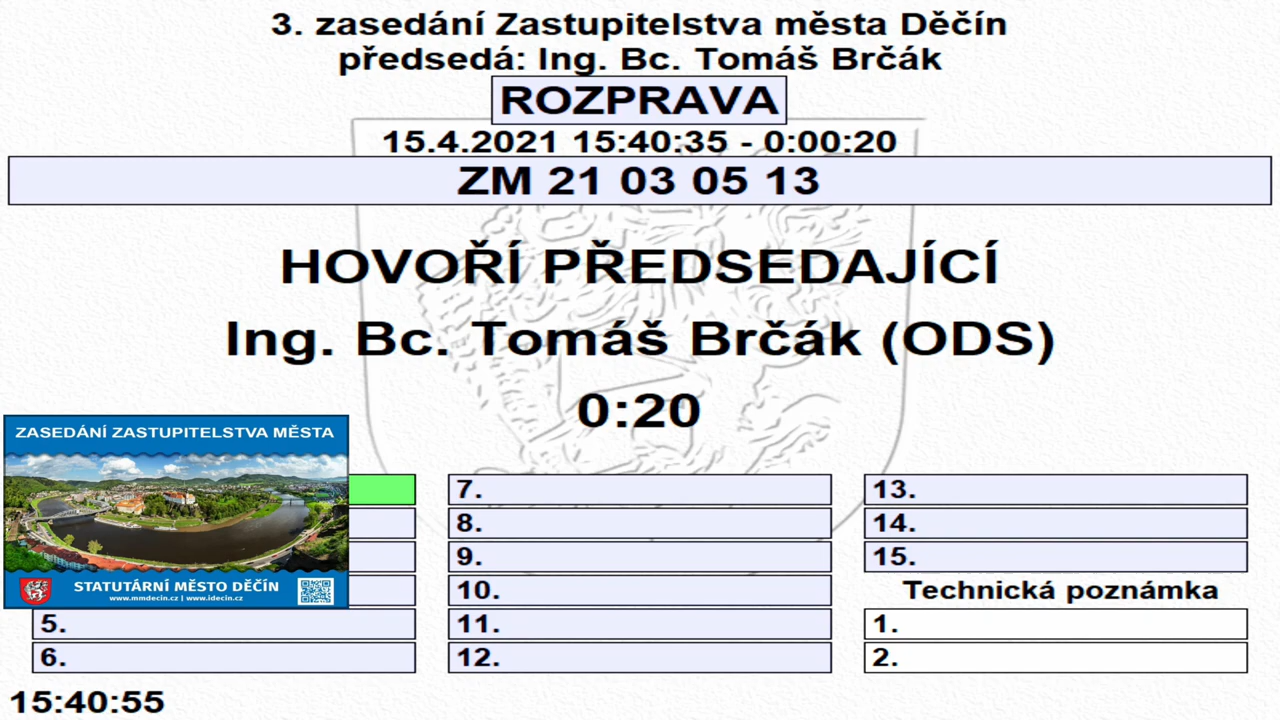 3. zasedání Zastupitelstva města Děčín
předsedá: Ing. Bc. Tomáš Brčák
ROZPRAVA
15.4.2021 15:40:35 - 0:00:20
ZM 21 03 05 13
HOVOŘÍ PŘEDSEDAJÍCÍ
Ing. Bc. Tomáš Brčák (ODS)
0:20
ZASEDÁNÍ ZASTUPITELSTVA MĚSTA
STATUTÁRNÍ MĚSTO DĚČÍN
www.mmdecin.cz | www.idecin.cz
5.
6.
7.
8.
9.
10.
11.
12.
13.
14.
15.
Technická poznámka
1.
2.
15:40:55